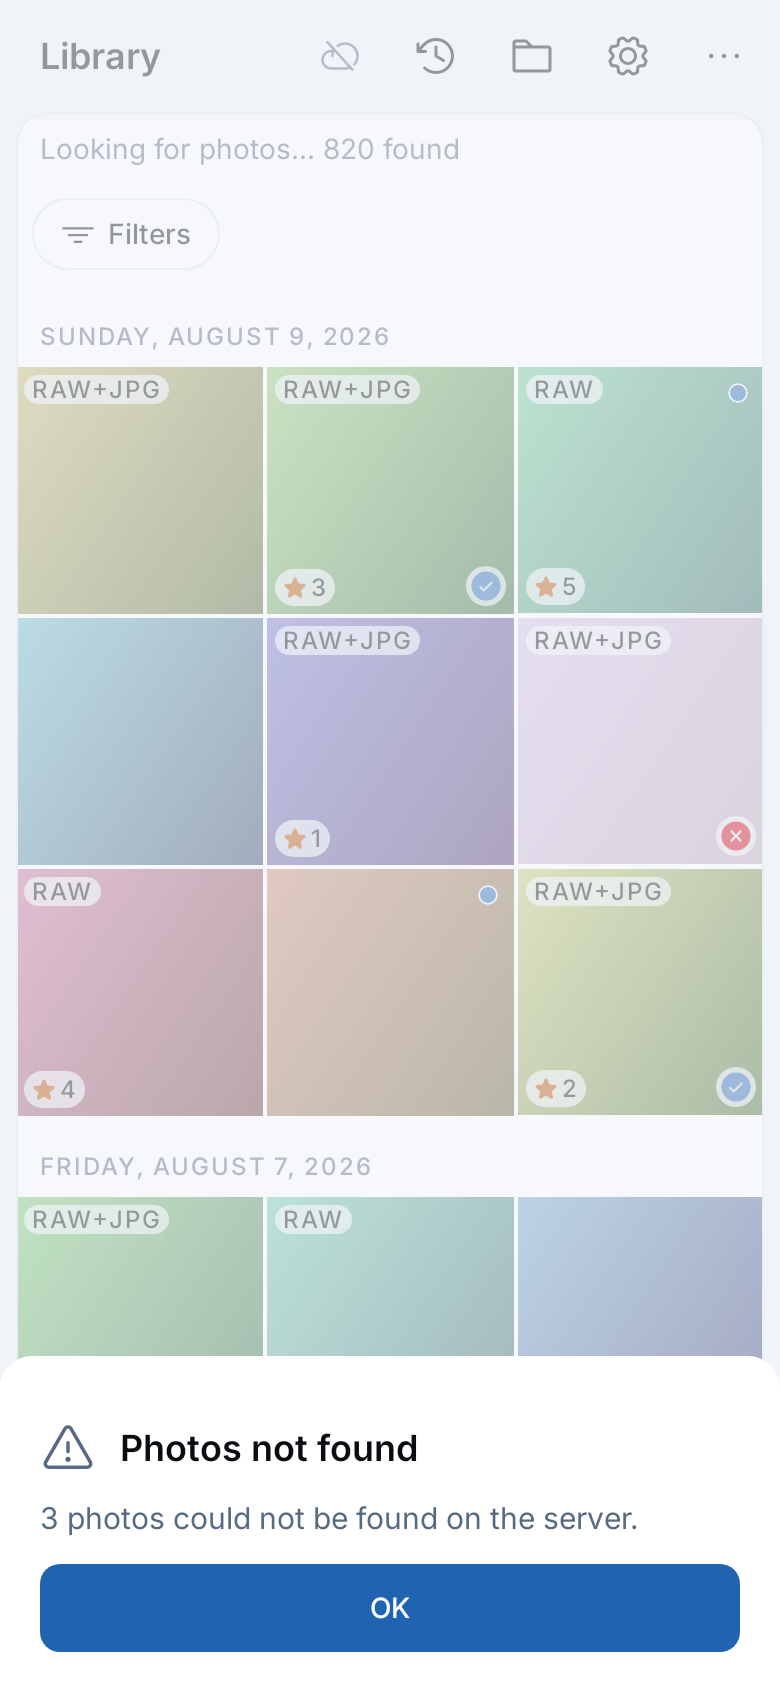 Library
Looking for photos... 820 found
Filters
SUNDAY, AUGUST 9, 2026
RAW+JPG
RAW+JPG
RAW
3
5
RAW+JPG
RAW+JPG
1
RAW
RAW+JPG
4
2
FRIDAY, AUGUST 7, 2026
RAW+JPG
RAW
Photos not found
3 photos could not be found on the server.
OK